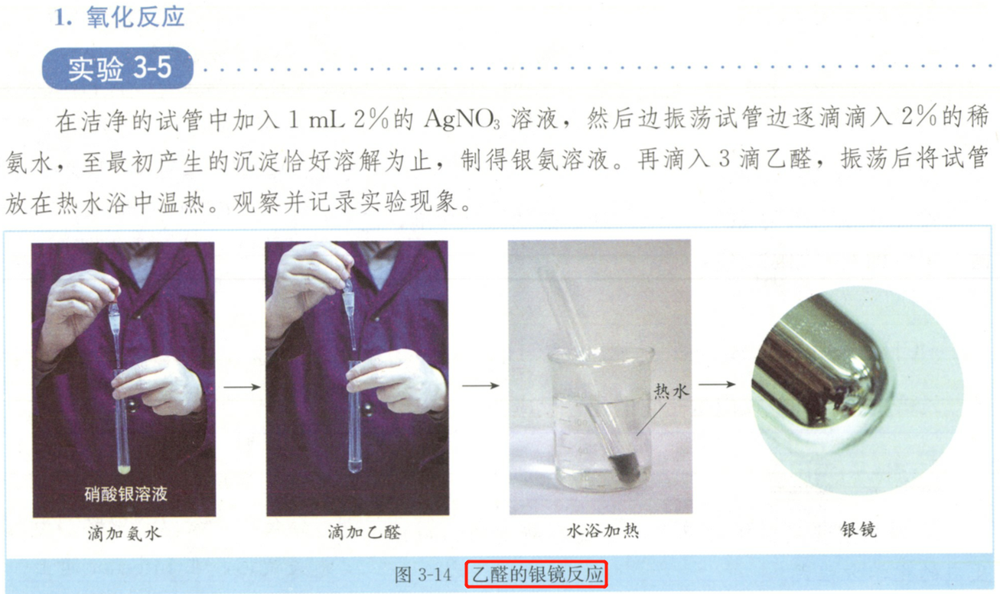 1. 氧化反应
实验 3-5
在洁净的试管中加入 1 mL 2%的 AgNO₃ 溶液，然后边振荡试管边逐滴滴入 2%的稀
氨水，至最初产生的沉淀恰好溶解为止，制得银氨溶液。再滴入 3 滴乙醛，振荡后将试管
放在热水浴中温热。观察并记录实验现象。
热水
硝酸银溶液
滴加氨水
滴加乙醛
水浴加热
银镜
图 3-14 乙醛的银镜反应